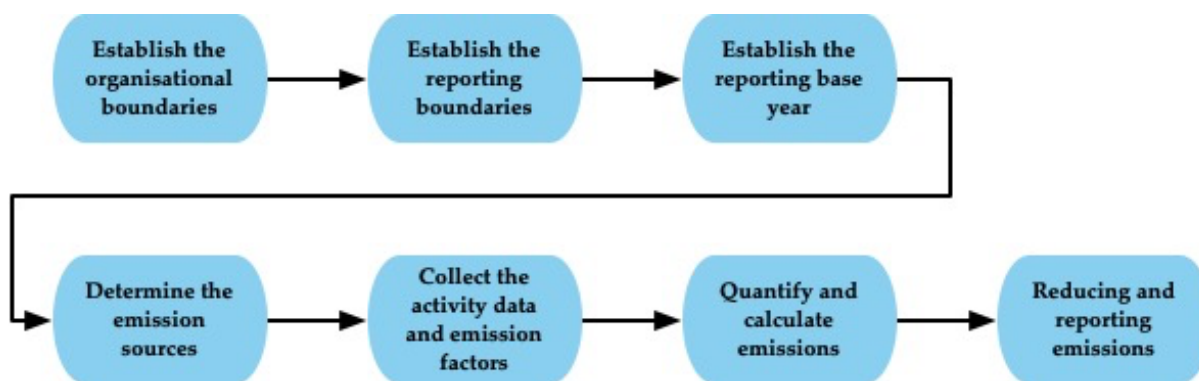 Establish the
organisational
boundaries
Establish the
reporting
boundaries
Establish the
reporting base
year
Determine the
emission
sources
Collect the
activity data
and emission
factors
Quantify and
calculate
emissions
Reducing and
reporting
emissions